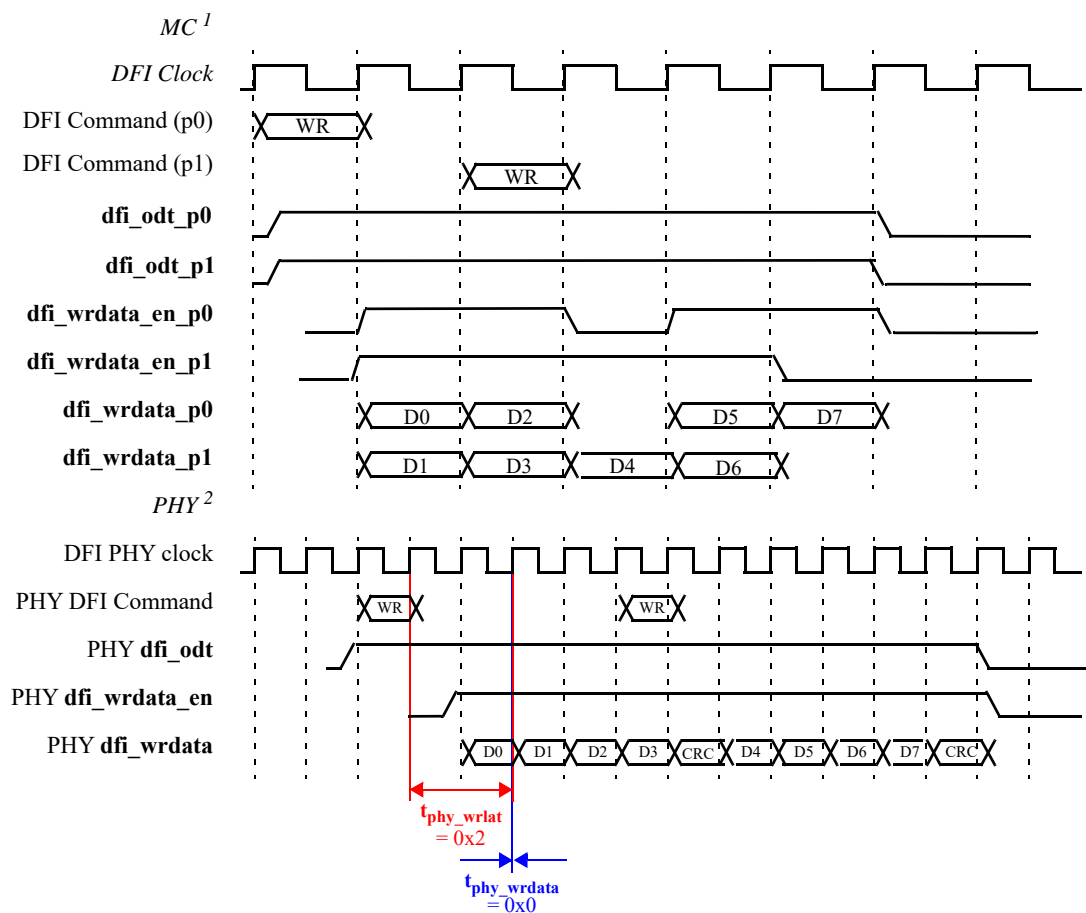 MC 1
DFI Clock
DFI Command (p0) WR
DFI Command (p1) WR
dfi_odt_p0
dfi_odt_p1
dfi_wrdata_en_p0
dfi_wrdata_en_p1
dfi_wrdata_p0 D0 D2 D5 D7
dfi_wrdata_p1 D1 D3 D4 D6
PHY 2
DFI PHY clock
PHY DFI Command WR WR
PHY dfi_odt
PHY dfi_wrdata_en
PHY dfi_wrdata D0 D1 D2 D3 CRC D4 D5 D6 D7 CRC
tphy_wrlat
= 0x2
tphy_wrdata
= 0x0